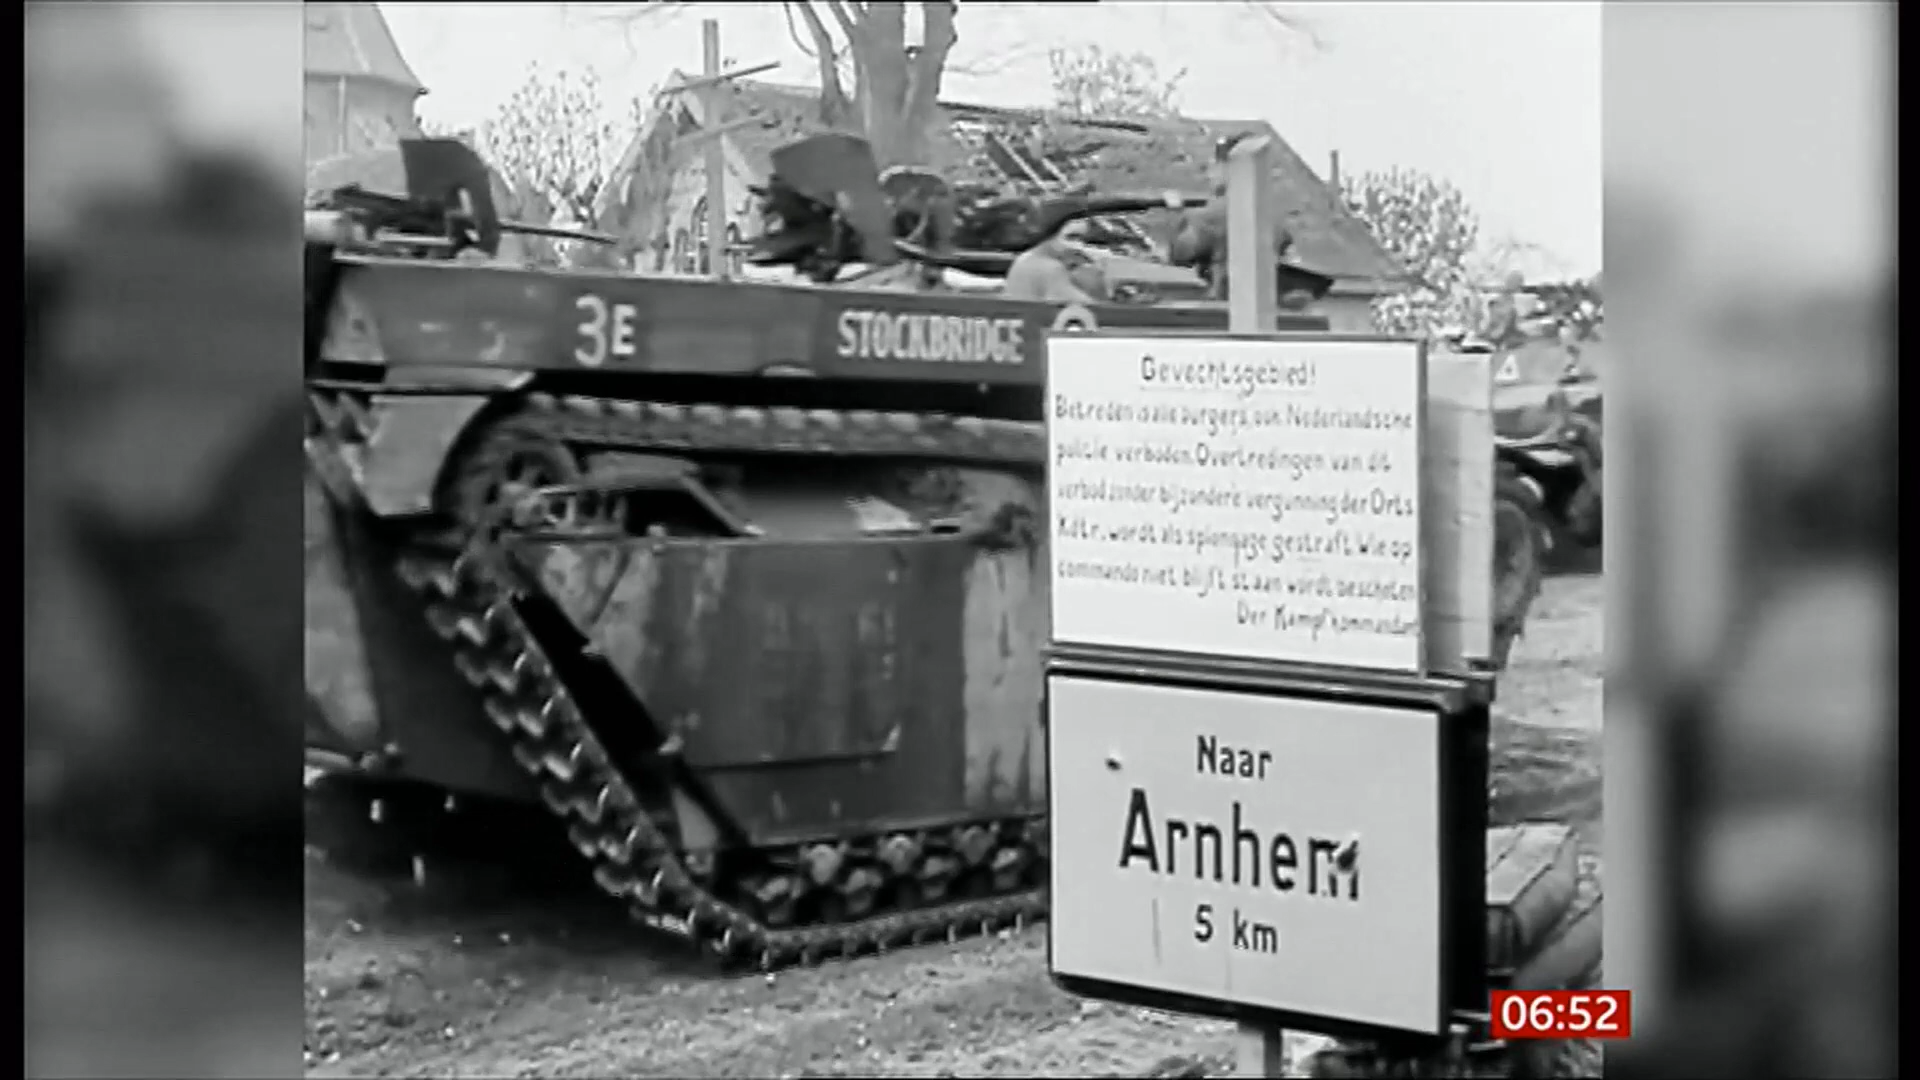 3E
STOCKBRIDGE
Gevechtsgebied!
Betreden is alle burgers, ook Nederlandsche
politie verboden. Overtredingen van dit
verbod zonder bijzondere vergunning der Orts
Kdtr. wordt als spionage gestraft. Wie op
commando niet blijft staan wordt beschoten
Der Kampfkommandant
Naar
Arnhem
5 km
06:52